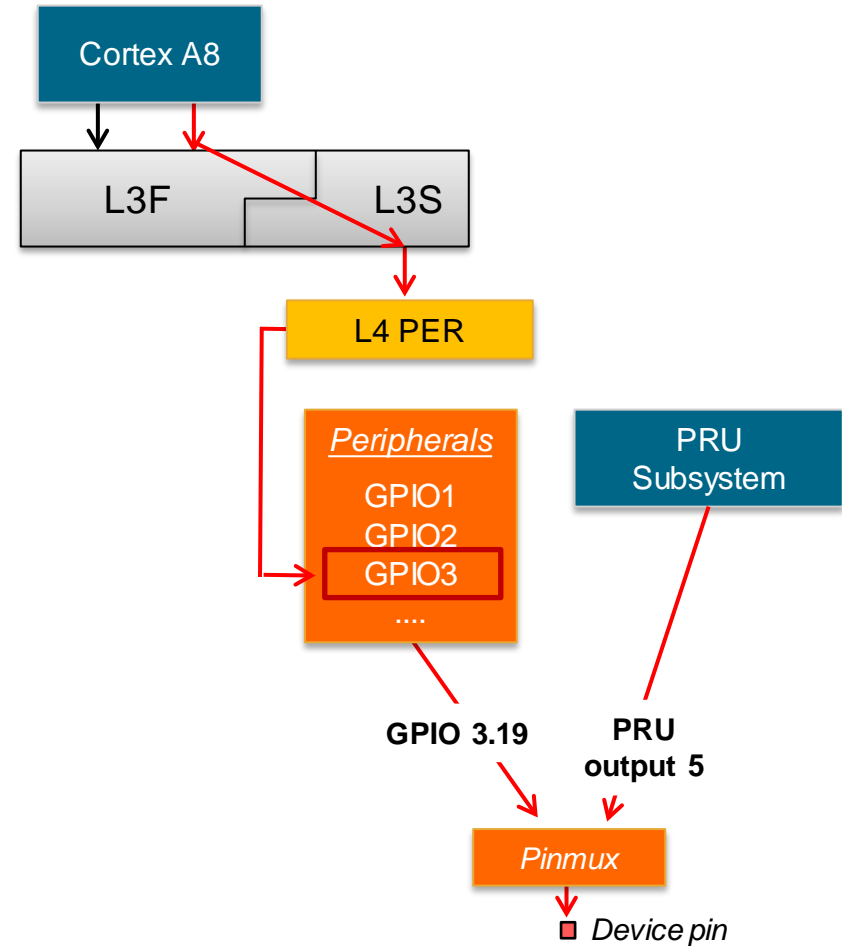 Cortex A8
L3F
L3S
L4 PER
Peripherals
GPIO1
GPIO2
GPIO3
....
PRU
Subsystem
GPIO 3.19
PRU
output 5
Pinmux
Device pin